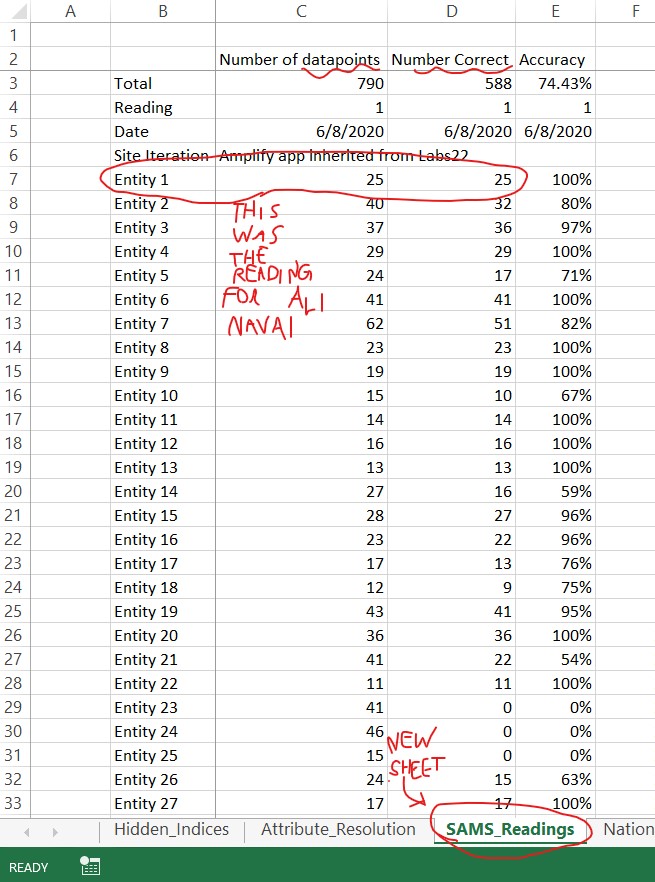 A B C D E F
1
2 Number of datapoints Number Correct Accuracy
3 Total 790 588 74.43%
4 Reading 1 1 1
5 Date 6/8/2020 6/8/2020 6/8/2020
6 Site Iteration Amplify app inherited from Labs22
7 Entity 1 25 25 100%
8 Entity 2 40 32 80%
9 Entity 3 37 36 97%
10 Entity 4 29 29 100%
11 Entity 5 24 17 71%
12 Entity 6 41 41 100%
13 Entity 7 62 51 82%
14 Entity 8 23 23 100%
15 Entity 9 19 19 100%
16 Entity 10 15 10 67%
17 Entity 11 14 14 100%
18 Entity 12 16 16 100%
19 Entity 13 13 13 100%
20 Entity 14 27 16 59%
21 Entity 15 28 27 96%
22 Entity 16 23 22 96%
23 Entity 17 17 13 76%
24 Entity 18 12 9 75%
25 Entity 19 43 41 95%
26 Entity 20 36 36 100%
27 Entity 21 41 22 54%
28 Entity 22 11 11 100%
29 Entity 23 41 0 0%
30 Entity 24 46 0 0%
31 Entity 25 15 0 0%
32 Entity 26 24 15 63%
33 Entity 27 17 17 100%
THIS
WAS
THE
READING
FOR ALI
NAVAI
NEW
SHEET
Hidden_Indices Attribute_Resolution SAMS_Readings Nation
READY